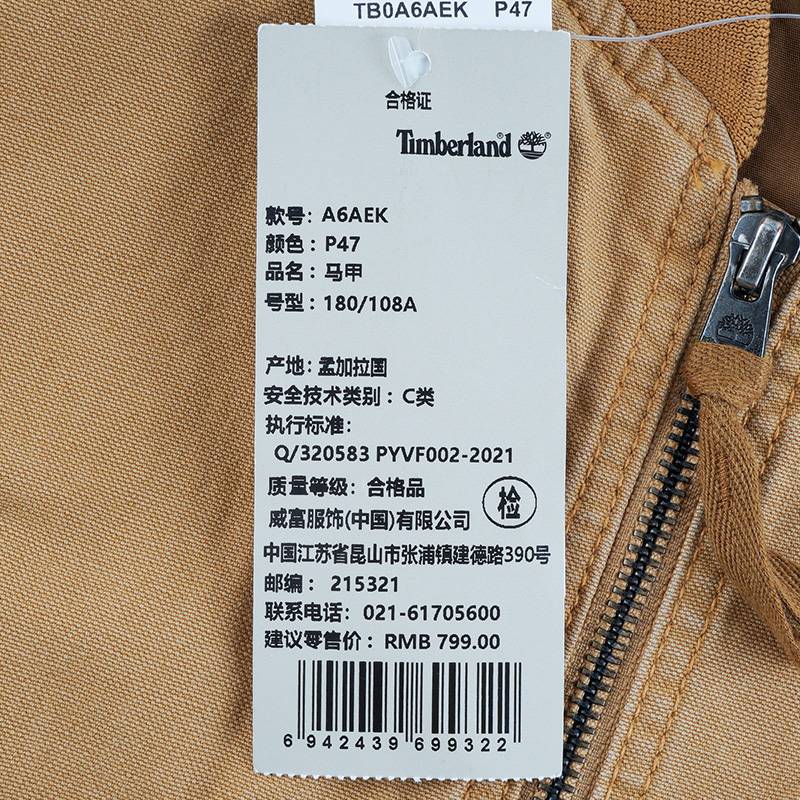 TB0A6AEK P47
合格证
Timberland®
款号: A6AEK
颜色: P47
品名: 马甲
号型: 180/108A
产地: 孟加拉国
安全技术类别: C类
执行标准:
Q/320583 PYVF002-2021
质量等级: 合格品
检
威富服饰(中国)有限公司
中国江苏省昆山市张浦镇建德路390号
邮编: 215321
联系电话: 021-61705600
建议零售价: RMB 799.00
6 942439 699322